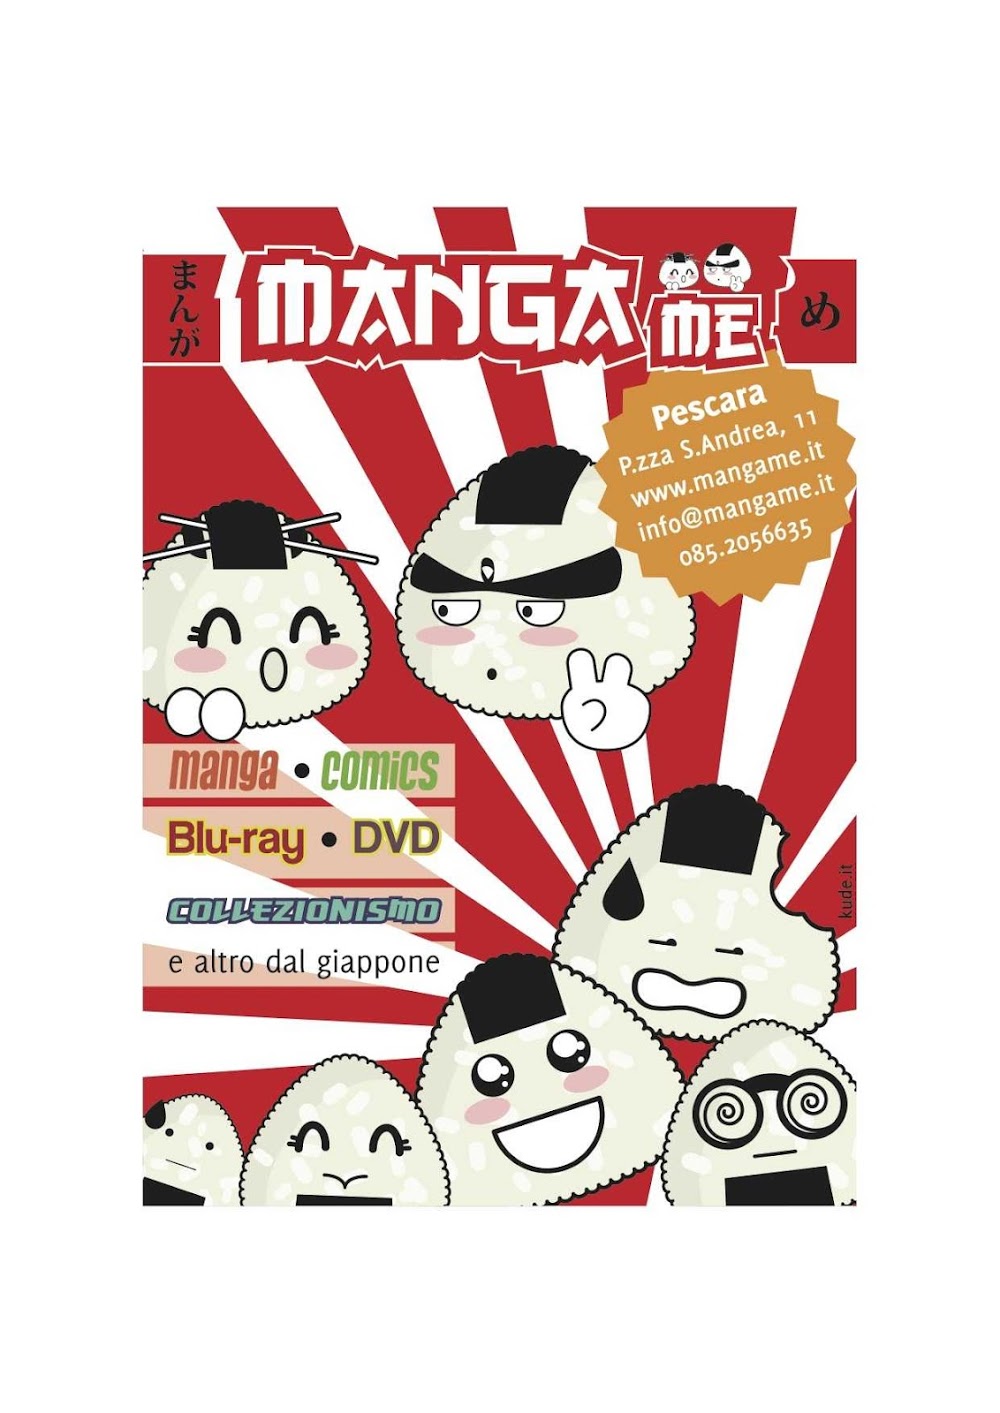 まんが
MANGA
ME
め
Pescara
P.zza S.Andrea, 11
www.mangame.it
info@mangame.it
085.2056635
manga • comics
Blu-ray • DVD
COLLEZIONISMO
e altro dal giappone
kude.it